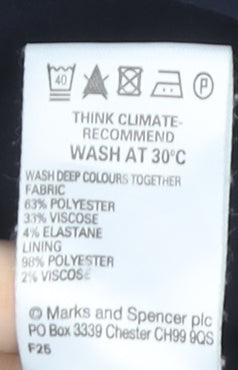 40 P
THINK CLIMATE-
RECOMMEND
WASH AT 30°C
WASH DEEP COLOURS TOGETHER
FABRIC
63% POLYESTER
33% VISCOSE
4% ELASTANE
LINING
98% POLYESTER
2% VISCOSE
© Marks and Spencer plc
PO Box 3339 Chester CH99 9QS
F25